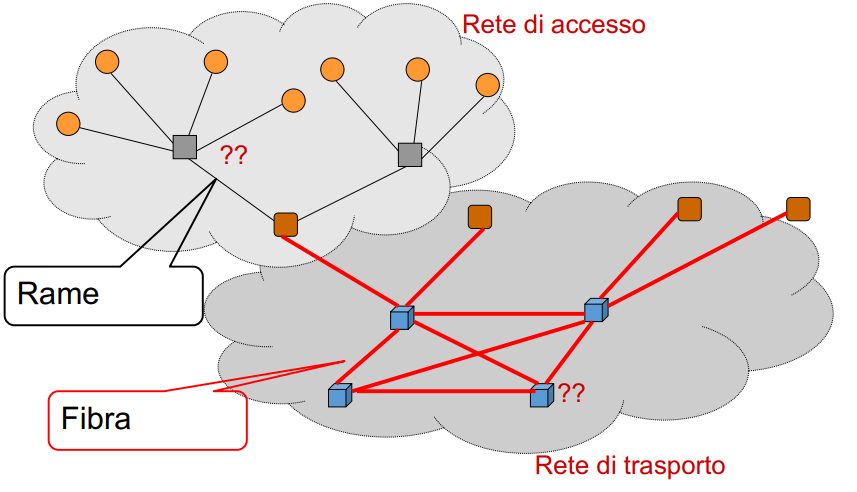 Rete di accesso
??
Rame
Fibra
??
Rete di trasporto